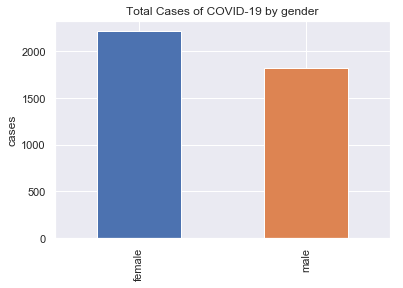 Total Cases of COVID-19 by gender
cases
2000
1500
1000
500
0
female
male